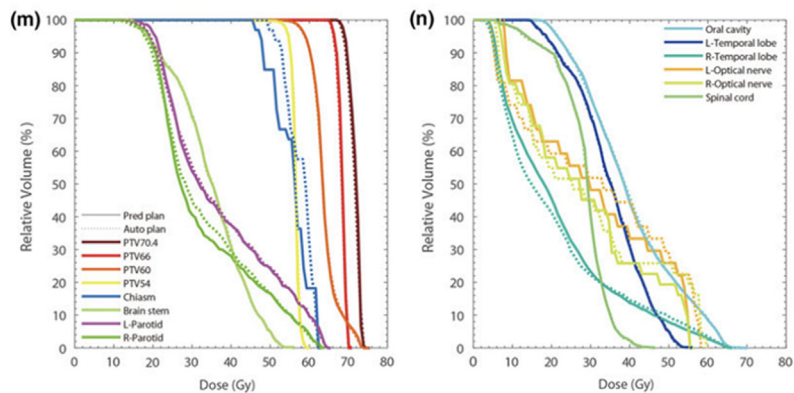 (m)
Relative Volume (%)
100
90
80
70
60
50
40
30
20
10
0
Pred plan
Auto plan
PTV70.4
PTV66
PTV60
PTV54
Chiasm
Brain stem
L-Parotid
R-Parotid
0 10 20 30 40 50 60 70 80
Dose (Gy)
(n)
Relative Volume (%)
100
90
80
70
60
50
40
30
20
10
0
Oral cavity
L-Temporal lobe
R-Temporal lobe
L-Optical nerve
R-Optical nerve
Spinal cord
0 10 20 30 40 50 60 70 80
Dose (Gy)